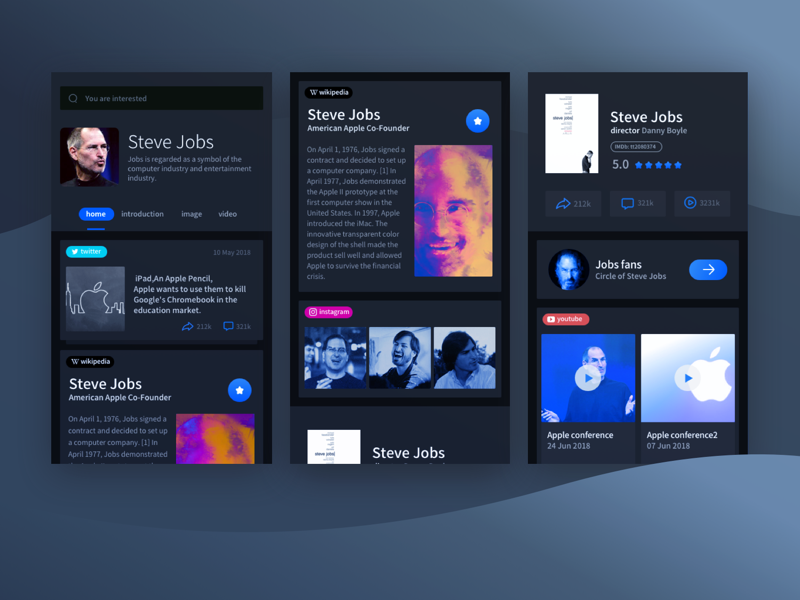 You are interested
Steve Jobs
Jobs is regarded as a symbol of the
computer industry and entertainment
industry.
home
introduction
image
video
twitter
10 May 2018
iPad,An Apple Pencil,
Apple wants to use them to kill
Google's Chromebook in the
education market.
212k
321k
W wikipedia
Steve Jobs
American Apple Co-Founder
On April 1, 1976, Jobs signed a
contract and decided to set up
a computer company. [1] In
April 1977, Jobs demonstrated
W wikipedia
Steve Jobs
American Apple Co-Founder
On April 1, 1976, Jobs signed a
contract and decided to set up
a computer company. [1] In
April 1977, Jobs demonstrated
the Apple II prototype at the
first computer show in the
United States. In 1997, Apple
introduced the iMac. The
innovative transparent color
design of the shell made the
product sell well and allowed
Apple to survive the financial
crisis.
instagram
steve jobs
Steve Jobs
steve jobs
Steve Jobs
director Danny Boyle
IMDb: tt2080374
5.0
212k
321k
3231k
Jobs fans
Circle of Steve Jobs
youtube
Apple conference
24 Jun 2018
Apple conference2
07 Jun 2018